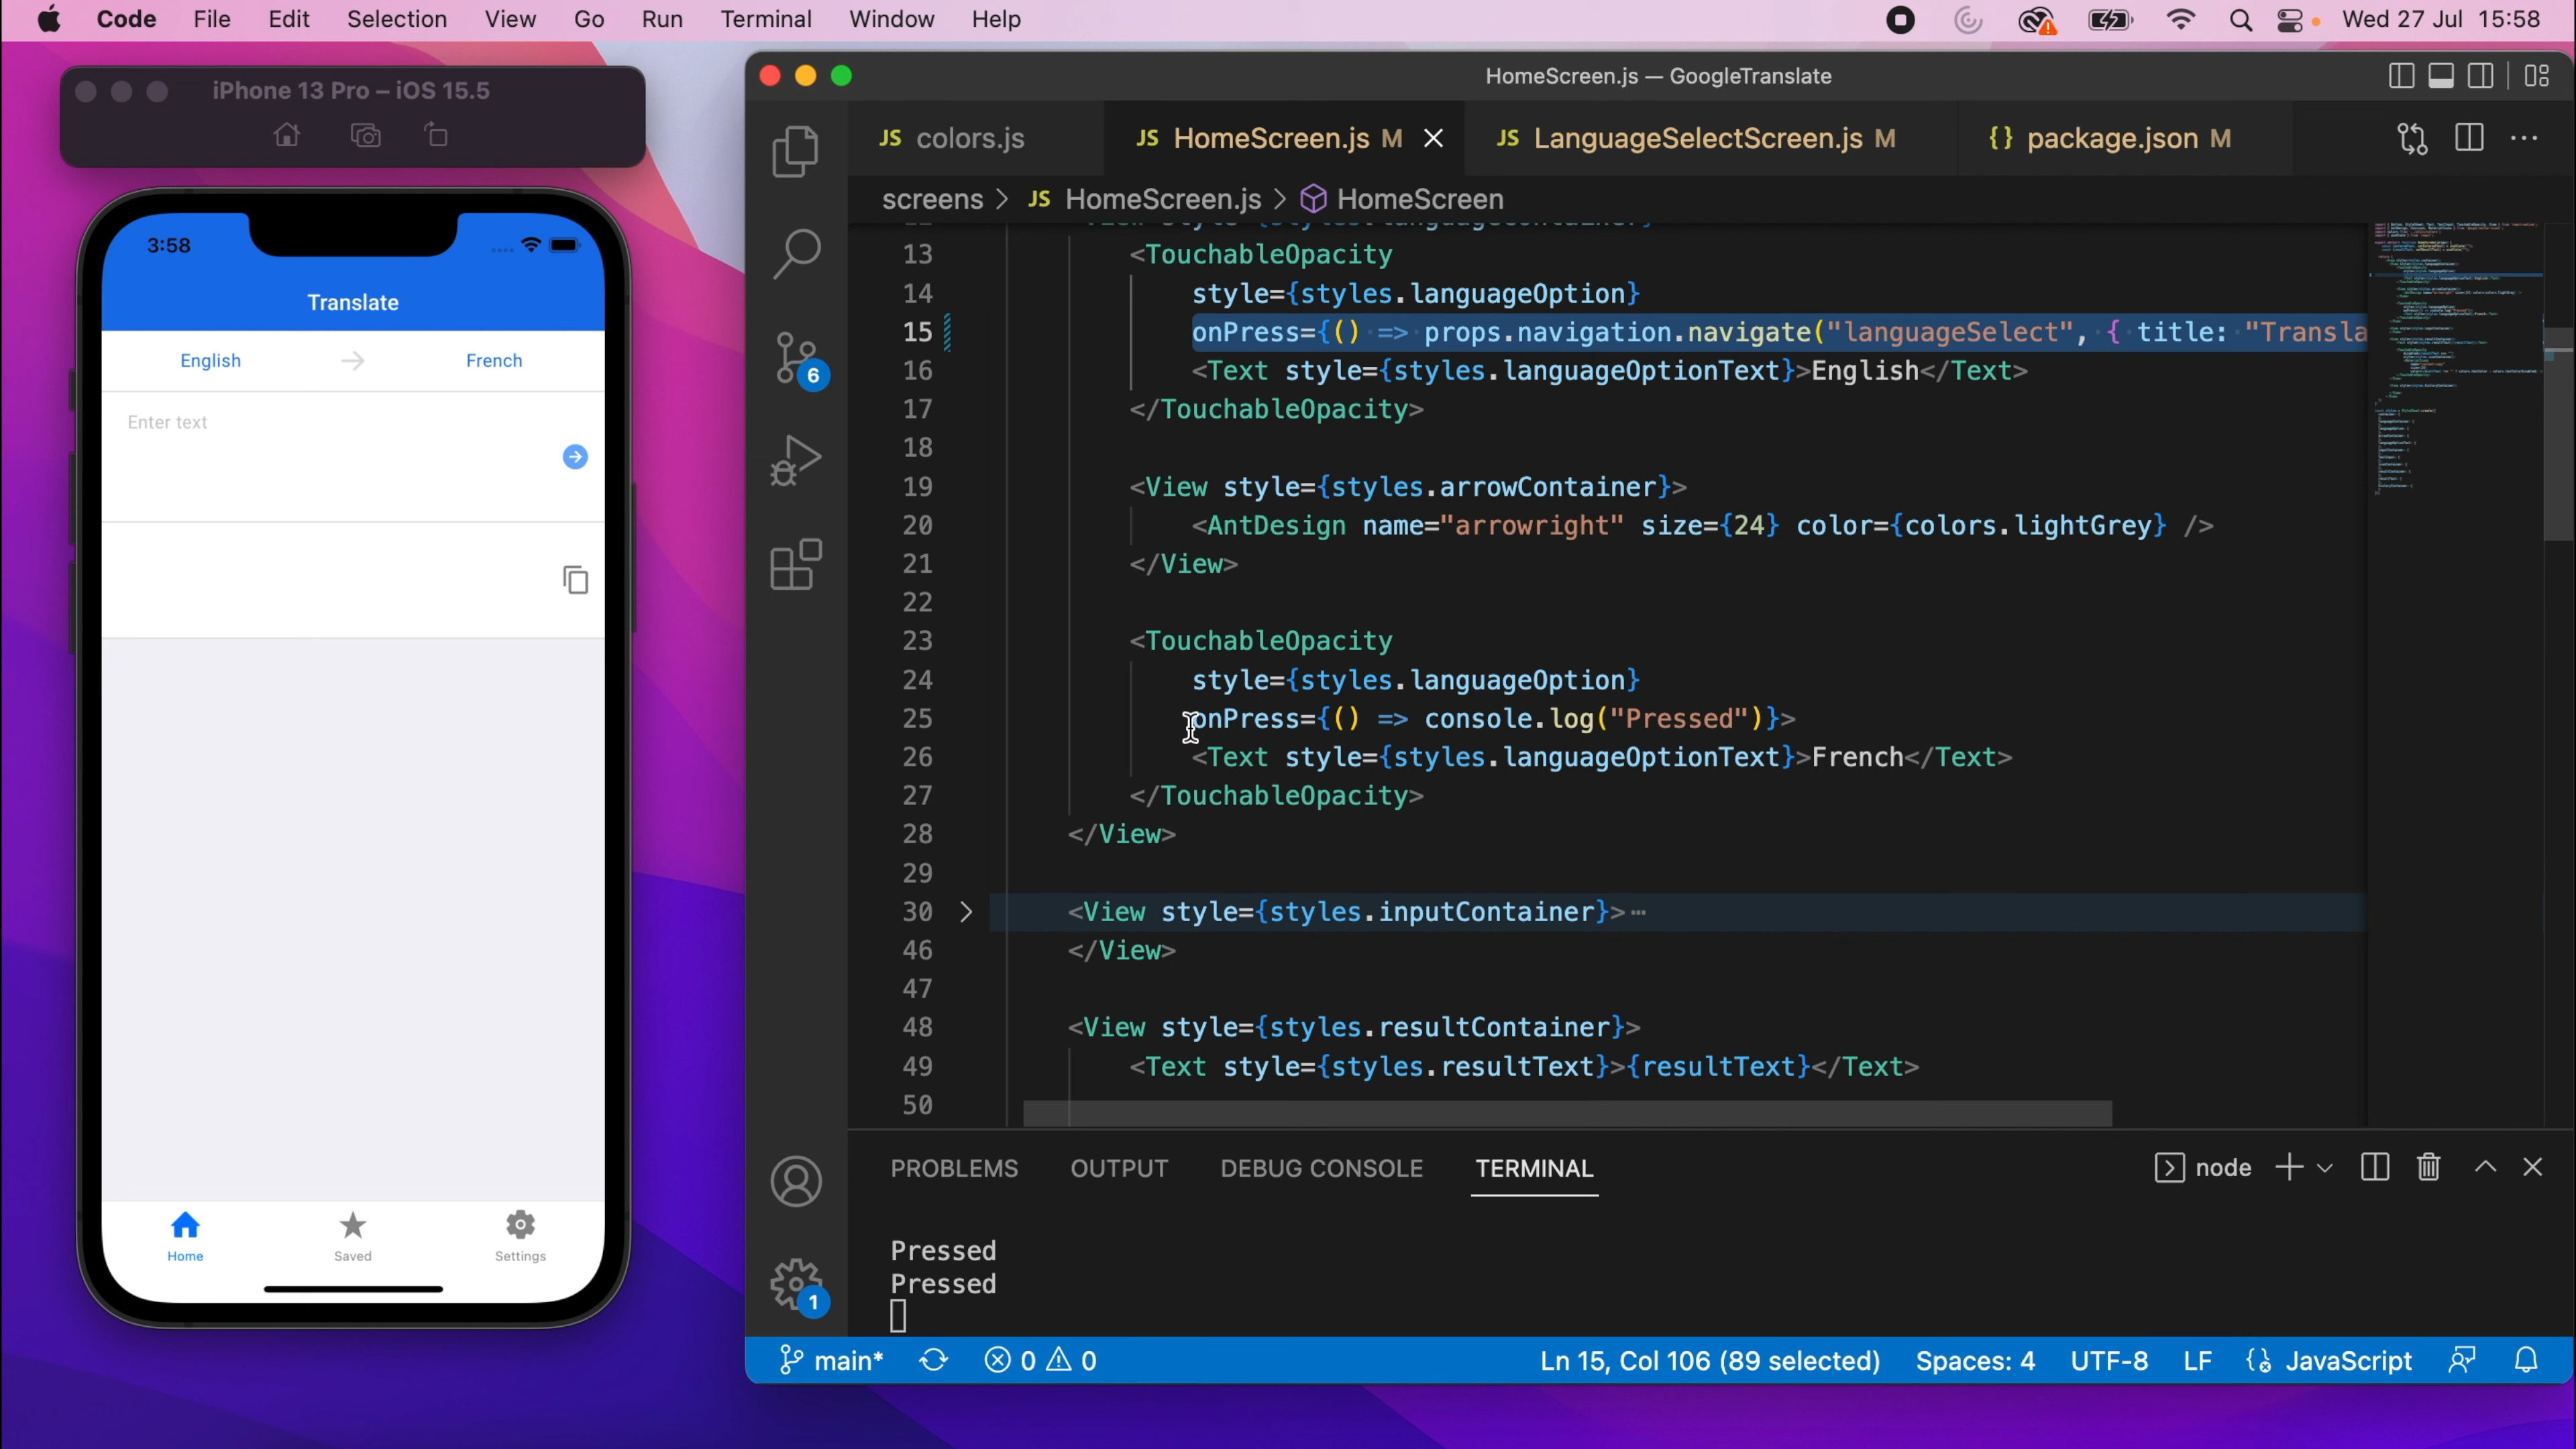 Code File Edit Selection View Go Run Terminal Window Help Wed 27 Jul 15:58
iPhone 13 Pro – iOS 15.5
3:58
Translate
English French
Enter text
Home Saved Settings
HomeScreen.js — GoogleTranslate
JS colors.js JS HomeScreen.js M JS LanguageSelectScreen.js M {} package.json M
screens > JS HomeScreen.js > HomeScreen
13 <TouchableOpacity
14 style={styles.languageOption}
15 onPress={() => props.navigation.navigate("languageSelect", { title: "Transla
16 <Text style={styles.languageOptionText}>English</Text>
17 </TouchableOpacity>
18
19 <View style={styles.arrowContainer}>
20 <AntDesign name="arrowright" size={24} color={colors.lightGrey} />
21 </View>
22
23 <TouchableOpacity
24 style={styles.languageOption}
25 onPress={() => console.log("Pressed")}>
26 <Text style={styles.languageOptionText}>French</Text>
27 </TouchableOpacity>
28 </View>
29
30 <View style={styles.inputContainer}>⋯
46 </View>
47
48 <View style={styles.resultContainer}>
49 <Text style={styles.resultText}>{resultText}</Text>
50
6
1
PROBLEMS OUTPUT DEBUG CONSOLE TERMINAL node
Pressed
Pressed
main* 0 0 Ln 15, Col 106 (89 selected) Spaces: 4 UTF-8 LF JavaScript